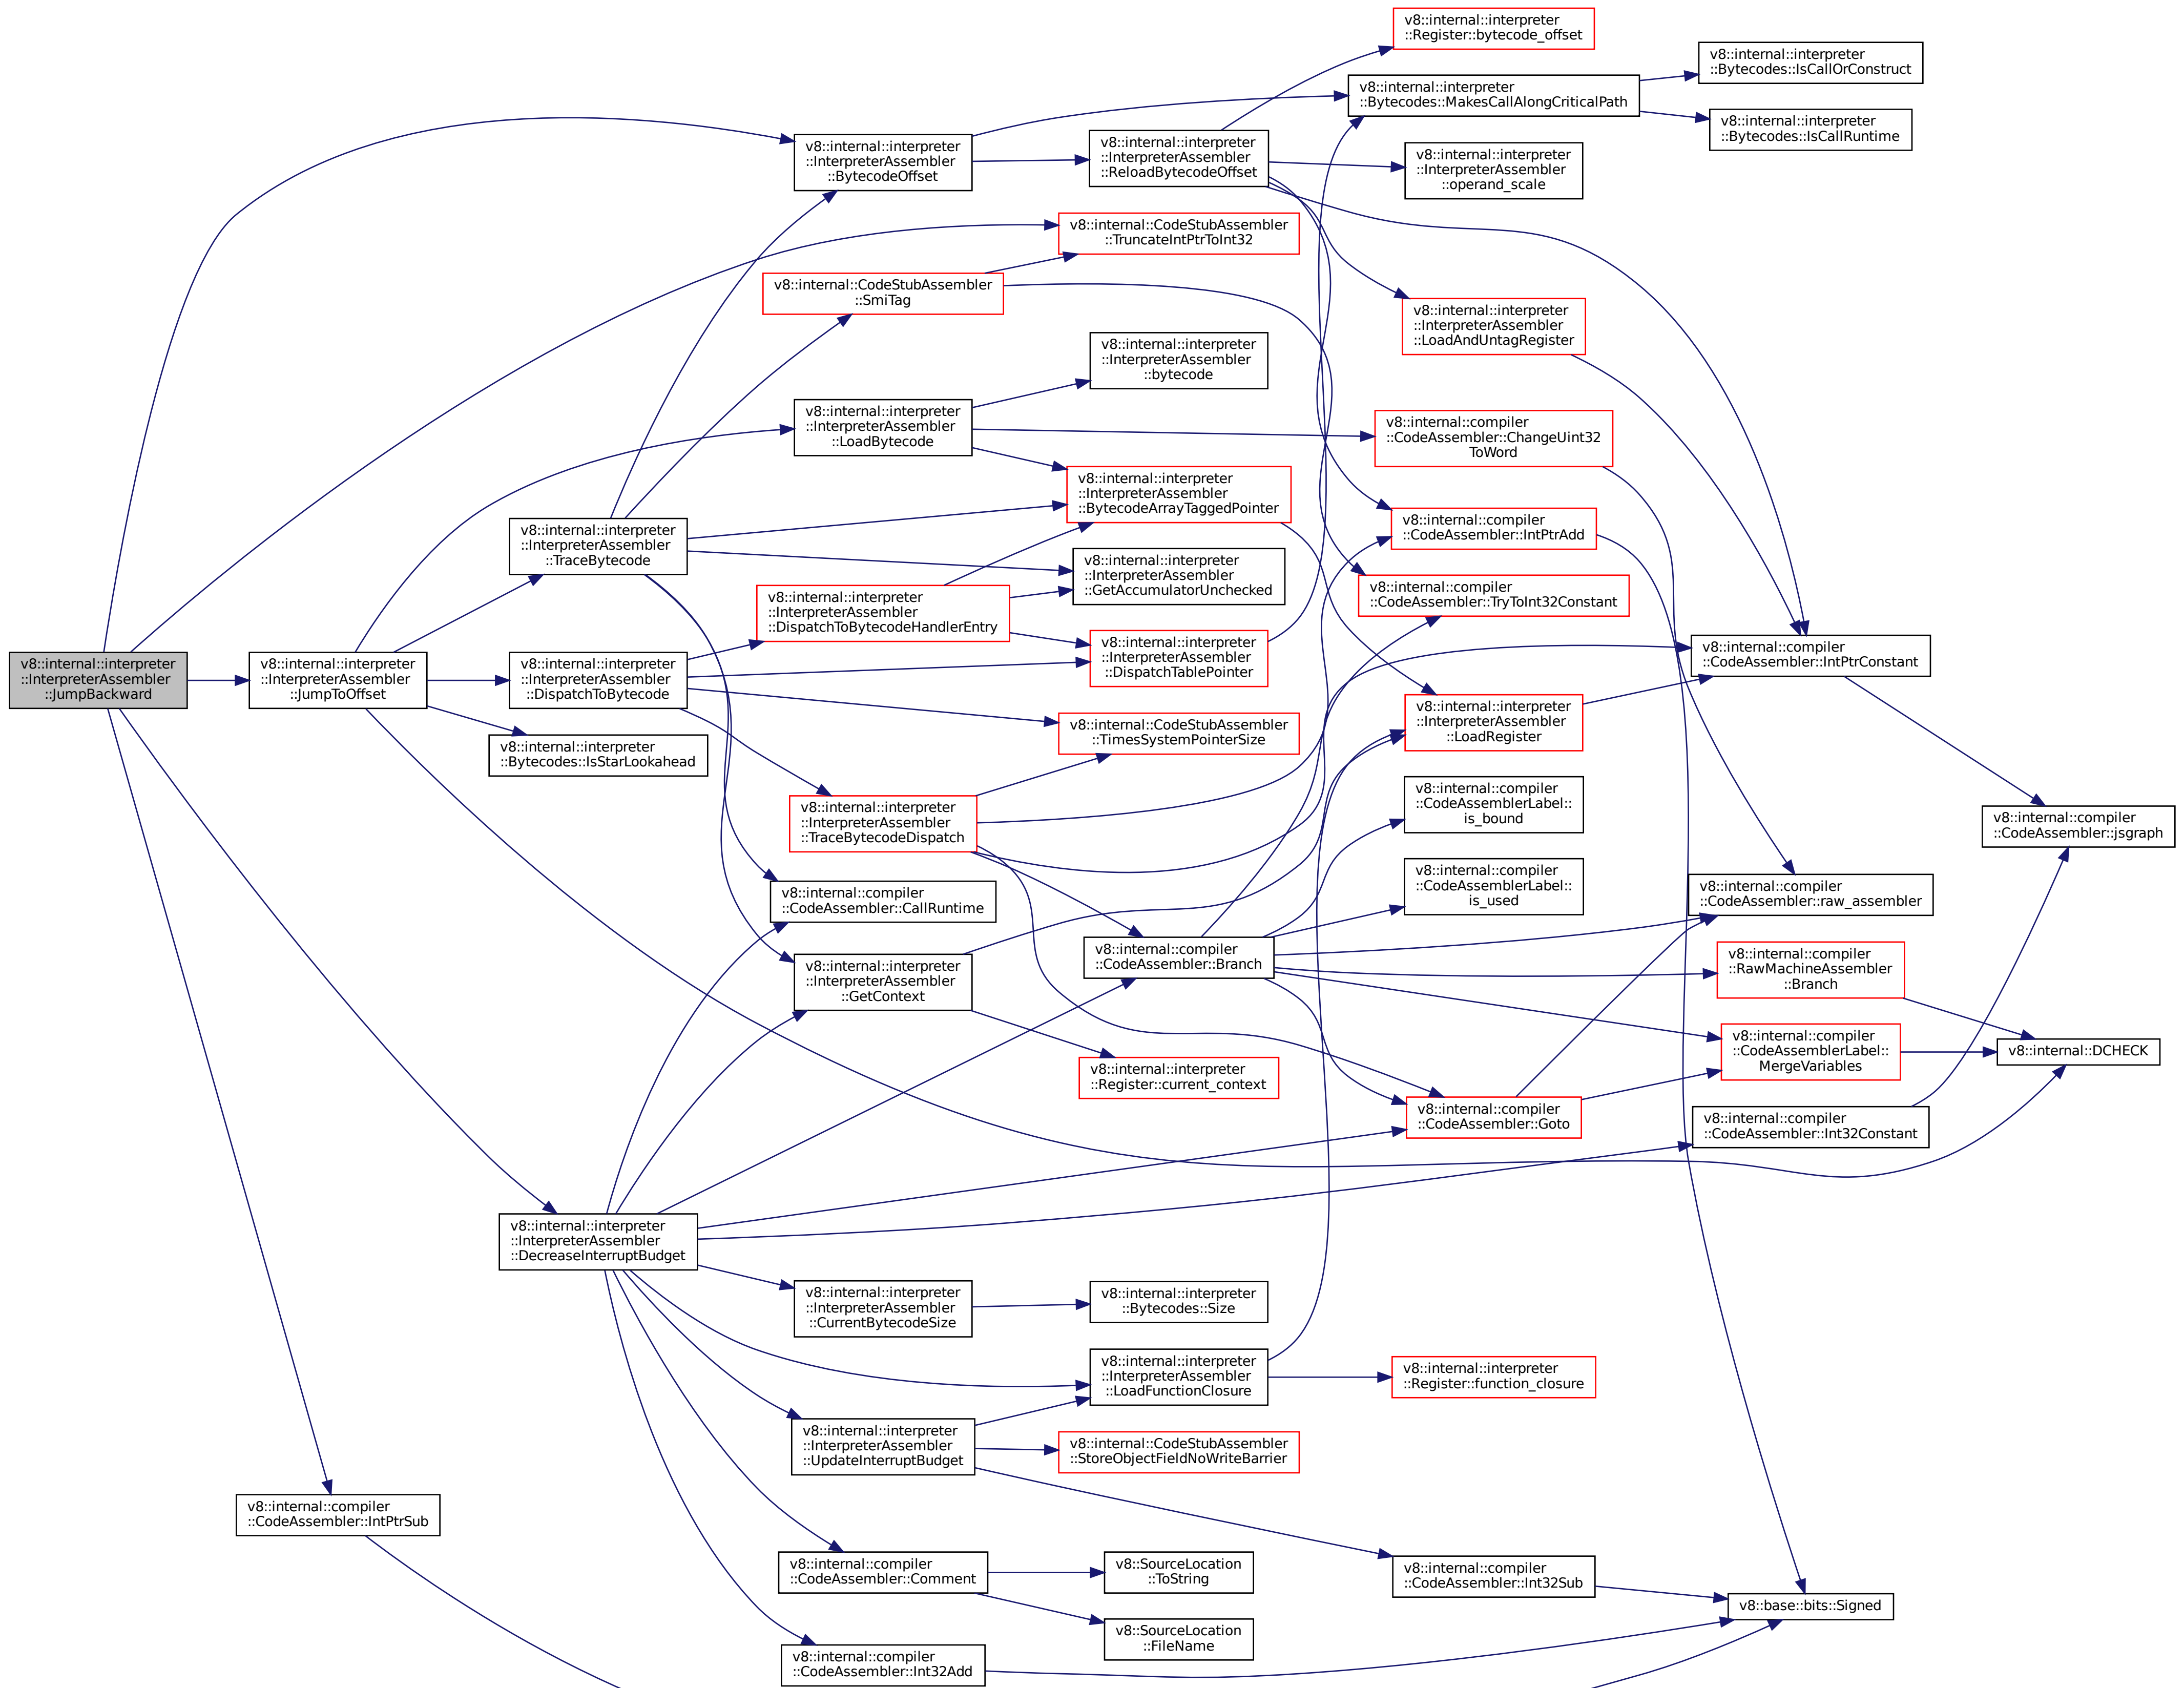 v8::internal::interpreter
::Register::bytecode_offset
v8::internal::interpreter
::Bytecodes::IsCallOrConstruct
v8::internal::interpreter
::Bytecodes::MakesCallAlongCriticalPath
v8::internal::interpreter
::Bytecodes::IsCallRuntime
v8::internal::interpreter
::InterpreterAssembler
::BytecodeOffset
v8::internal::interpreter
::InterpreterAssembler
::ReloadBytecodeOffset
v8::internal::interpreter
::InterpreterAssembler
::operand_scale
v8::internal::CodeStubAssembler
::TruncateIntPtrToInt32
v8::internal::CodeStubAssembler
::SmiTag
v8::internal::interpreter
::InterpreterAssembler
::LoadAndUntagRegister
v8::internal::interpreter
::InterpreterAssembler
::bytecode
v8::internal::interpreter
::InterpreterAssembler
::LoadBytecode
v8::internal::compiler
::CodeAssembler::ChangeUint32
ToWord
v8::internal::interpreter
::InterpreterAssembler
::BytecodeArrayTaggedPointer
v8::internal::compiler
::CodeAssembler::IntPtrAdd
v8::internal::interpreter
::InterpreterAssembler
::TraceBytecode
v8::internal::interpreter
::InterpreterAssembler
::GetAccumulatorUnchecked
v8::internal::compiler
::CodeAssembler::TryToInt32Constant
v8::internal::interpreter
::InterpreterAssembler
::DispatchToBytecodeHandlerEntry
v8::internal::interpreter
::InterpreterAssembler
::DispatchTablePointer
v8::internal::compiler
::CodeAssembler::IntPtrConstant
v8::internal::interpreter
::InterpreterAssembler
::JumpBackward
v8::internal::interpreter
::InterpreterAssembler
::JumpToOffset
v8::internal::interpreter
::InterpreterAssembler
::DispatchToBytecode
v8::internal::interpreter
::InterpreterAssembler
::LoadRegister
v8::internal::CodeStubAssembler
::TimesSystemPointerSize
v8::internal::interpreter
::Bytecodes::IsStarLookahead
v8::internal::compiler
::CodeAssemblerLabel::
is_bound
v8::internal::interpreter
::InterpreterAssembler
::TraceBytecodeDispatch
v8::internal::compiler
::CodeAssembler::jsgraph
v8::internal::compiler
::CodeAssemblerLabel::
is_used
v8::internal::compiler
::CodeAssembler::CallRuntime
v8::internal::compiler
::CodeAssembler::raw_assembler
v8::internal::compiler
::CodeAssembler::Branch
v8::internal::compiler
::RawMachineAssembler
::Branch
v8::internal::interpreter
::InterpreterAssembler
::GetContext
v8::internal::compiler
::CodeAssemblerLabel::
MergeVariables
v8::internal::DCHECK
v8::internal::interpreter
::Register::current_context
v8::internal::compiler
::CodeAssembler::Goto
v8::internal::compiler
::CodeAssembler::Int32Constant
v8::internal::interpreter
::InterpreterAssembler
::DecreaseInterruptBudget
v8::internal::interpreter
::InterpreterAssembler
::CurrentBytecodeSize
v8::internal::interpreter
::Bytecodes::Size
v8::internal::interpreter
::InterpreterAssembler
::LoadFunctionClosure
v8::internal::interpreter
::Register::function_closure
v8::internal::interpreter
::InterpreterAssembler
::UpdateInterruptBudget
v8::internal::CodeStubAssembler
::StoreObjectFieldNoWriteBarrier
v8::internal::compiler
::CodeAssembler::IntPtrSub
v8::internal::compiler
::CodeAssembler::Comment
v8::SourceLocation
::ToString
v8::internal::compiler
::CodeAssembler::Int32Sub
v8::base::bits::Signed
v8::SourceLocation
::FileName
v8::internal::compiler
::CodeAssembler::Int32Add